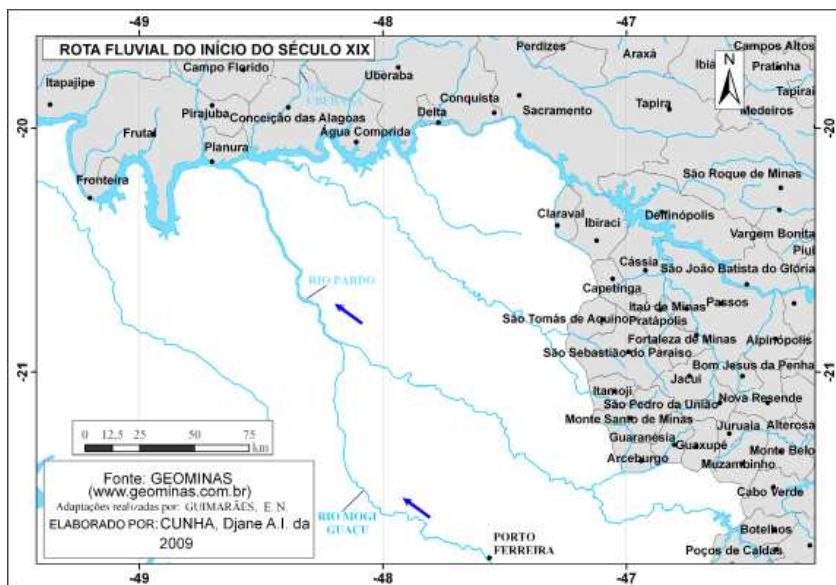 -49 -48 -47
ROTA FLUVIAL DO INÍCIO DO SÉCULO XIX
Perdizes
Araxá
Campos Altos
Itapajipe
Campo Florido
Uberaba
Ibiá
Pratinha
RIO
UBERABA
Conquista
Tapirai
Pirajuba
Conceição das Alagoas
Delta
Sacramento
Tapira
N
Medeiros
-20
-20
Frutal
Água Comprida
Planura
Fronteira
São Roque de Minas
Claraval
Ibiraci
Delfinópolis
Vargem Bonita
Piui
Cássia
São João Batista do Glória
RIO PARDO
Capetinga
Itaú de Minas
Passos
São Tomás de Aquino
Pratápolis
Fortaleza de Minas
Alpinópolis
São Sebastião do Paraíso
Bom Jesus da Penha
-21
-21
Jacuí
Itamoji
São Pedro da União
Nova Resende
Monte Santo de Minas
Juruaia
Alterosa
0 12,5 25 50 75
km
Guaranésia
Guaxupé
Monte Belo
Arceburgo
Muzambinho
Fonte: GEOMINAS
(www.geominas.com.br)
Adaptações realizadas por: GUIMARÃES, E. N.
ELABORADO POR: CUNHA, Djane A.I. da
2009
Cabo Verde
RIO MOGI
GUAÇU
PORTO
FERREIRA
Botelhos
Poços de Caldas
-49 -48 -47